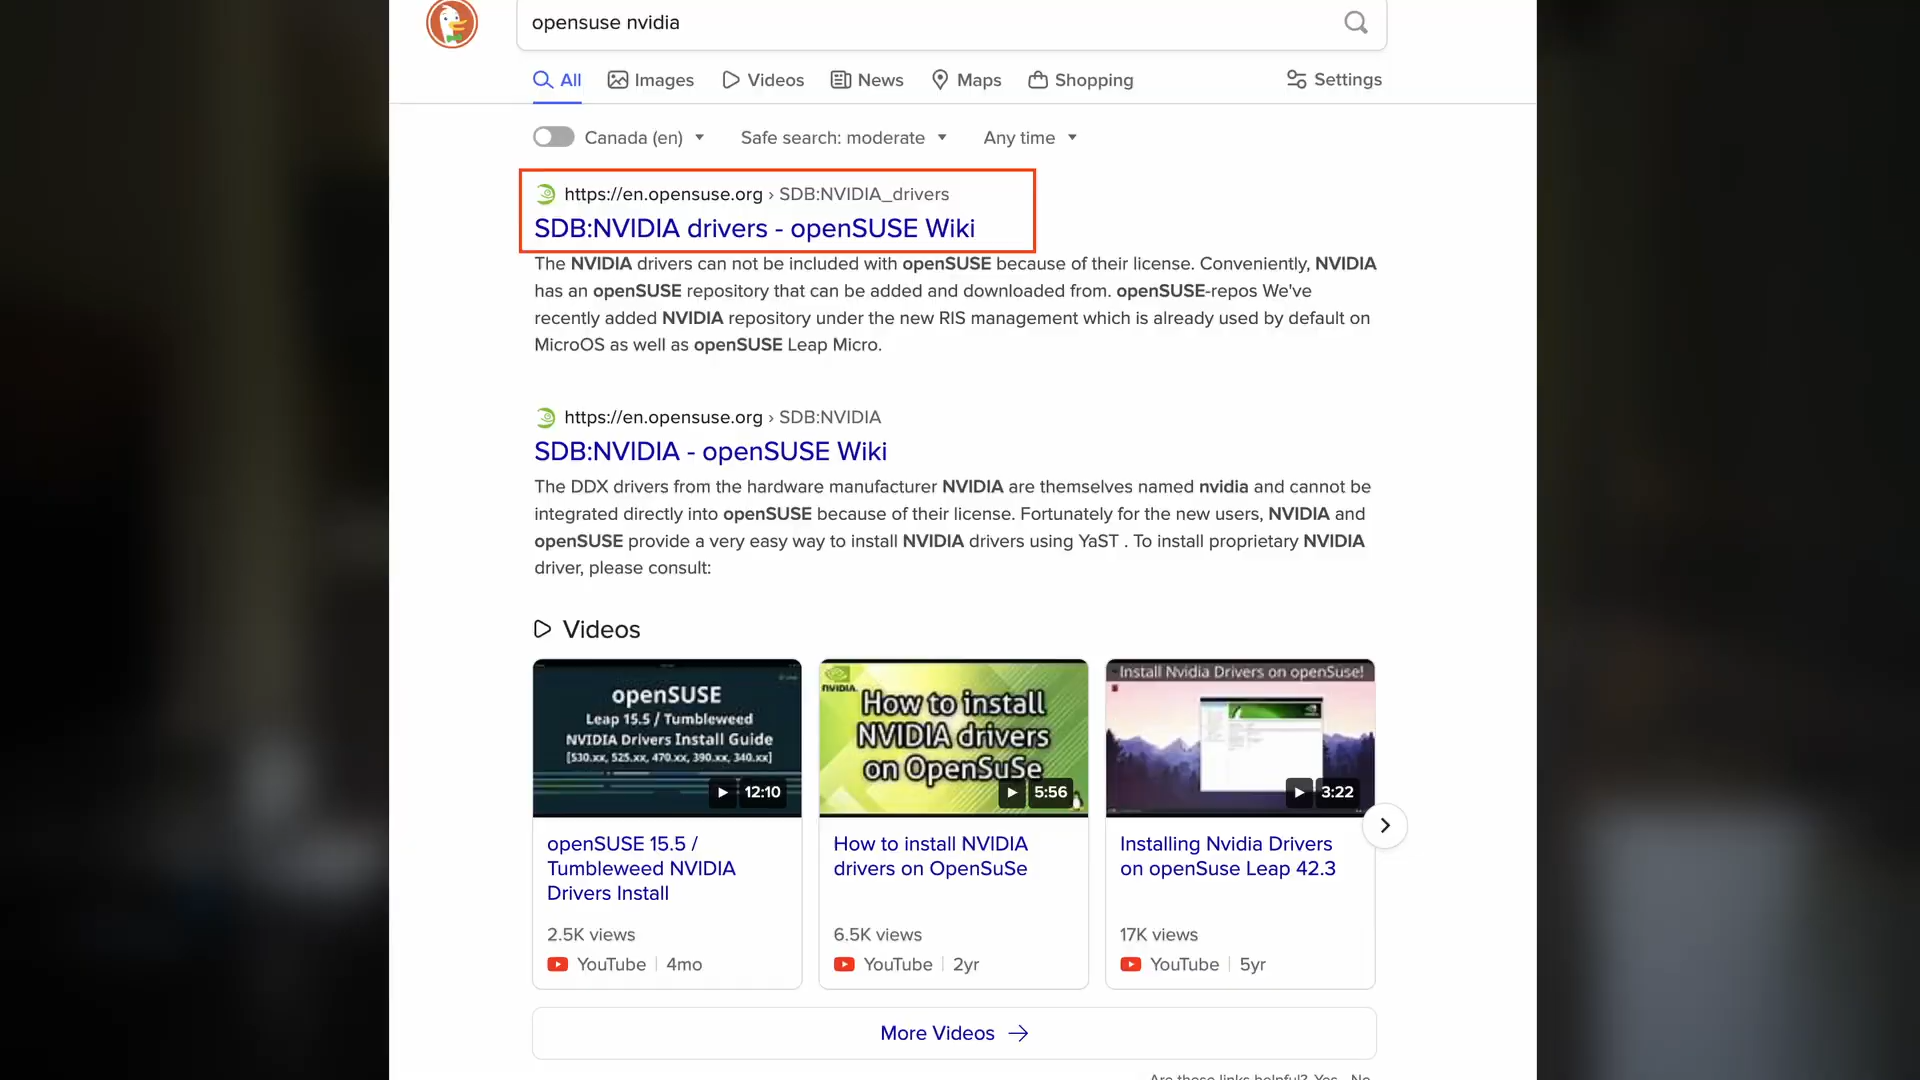 opensuse nvidia
All Images Videos News Maps Shopping Settings
Canada (en) Safe search: moderate Any time
https://en.opensuse.org › SDB:NVIDIA_drivers
SDB:NVIDIA drivers - openSUSE Wiki
The NVIDIA drivers can not be included with openSUSE because of their license. Conveniently, NVIDIA
has an openSUSE repository that can be added and downloaded from. openSUSE-repos We've
recently added NVIDIA repository under the new RIS management which is already used by default on
MicroOS as well as openSUSE Leap Micro.
https://en.opensuse.org › SDB:NVIDIA
SDB:NVIDIA - openSUSE Wiki
The DDX drivers from the hardware manufacturer NVIDIA are themselves named nvidia and cannot be
integrated directly into openSUSE because of their license. Fortunately for the new users, NVIDIA and
openSUSE provide a very easy way to install NVIDIA drivers using YaST . To install proprietary NVIDIA
driver, please consult:
Videos
openSUSE
Leap 15.5 / Tumbleweed
NVIDIA Drivers Install Guide
[530.xx, 525.xx, 470.xx, 390.xx, 340.xx]
12:10
openSUSE 15.5 /
Tumbleweed NVIDIA
Drivers Install
2.5K views
YouTube 4mo
NVIDIA.
How to install
NVIDIA drivers
on OpenSuSe
5:56
How to install NVIDIA
drivers on OpenSuSe
6.5K views
YouTube 2yr
Install Nvidia Drivers on openSuse!
3:22
Installing Nvidia Drivers
on openSuse Leap 42.3
17K views
YouTube 5yr
More Videos
Are these links helpful? Yes No